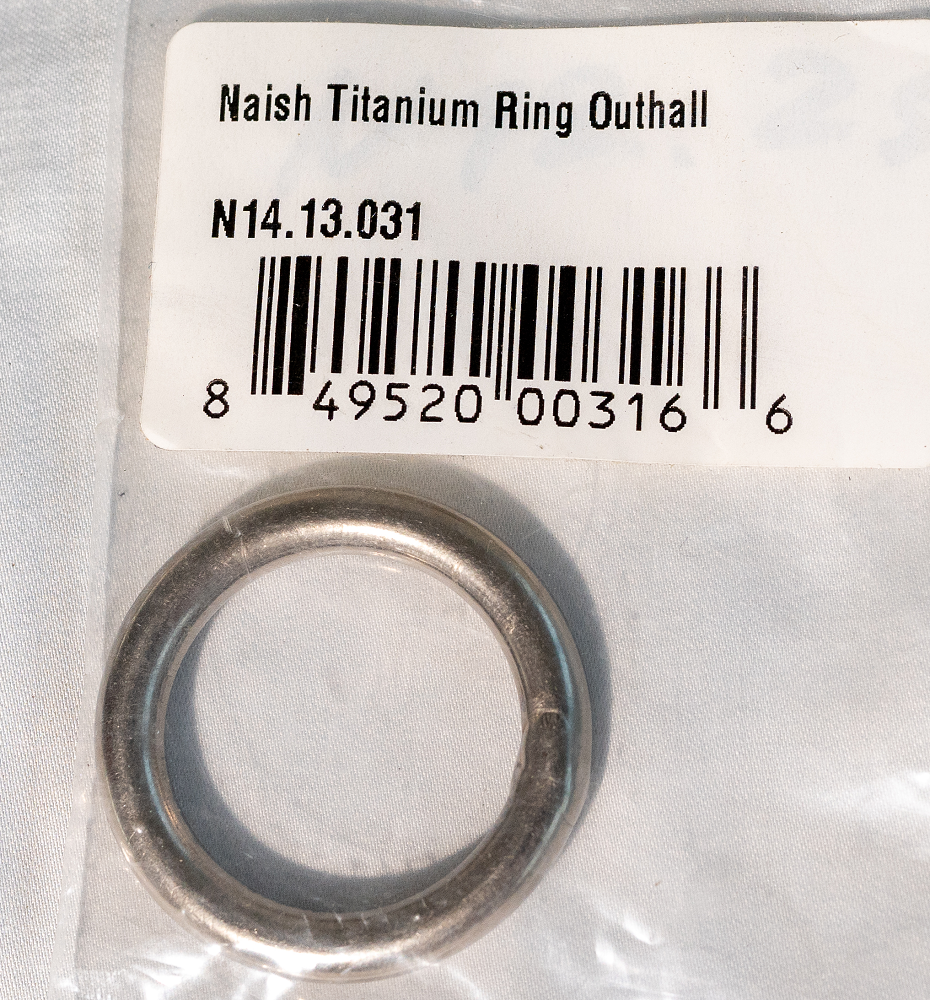 Naish Titanium Ring Outhall
N14.13.031
8 49520 00316 6